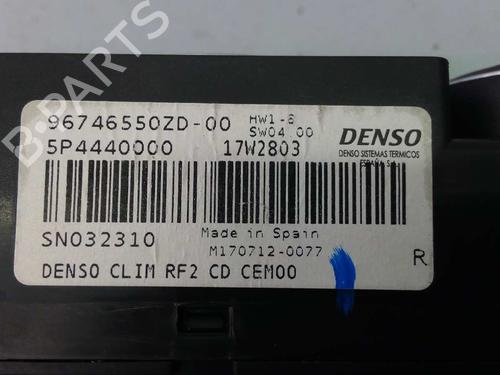 B-PARTS
96746550ZD-00
HW1-6
SW04.00
DENSO
5P4440000
17W2803
DENSO SISTEMAS TERMICOS
ESPAÑA, S.A.
SN032310
Made in Spain
M170712-0077
R
DENSO CLIM RF2 CD CEM00